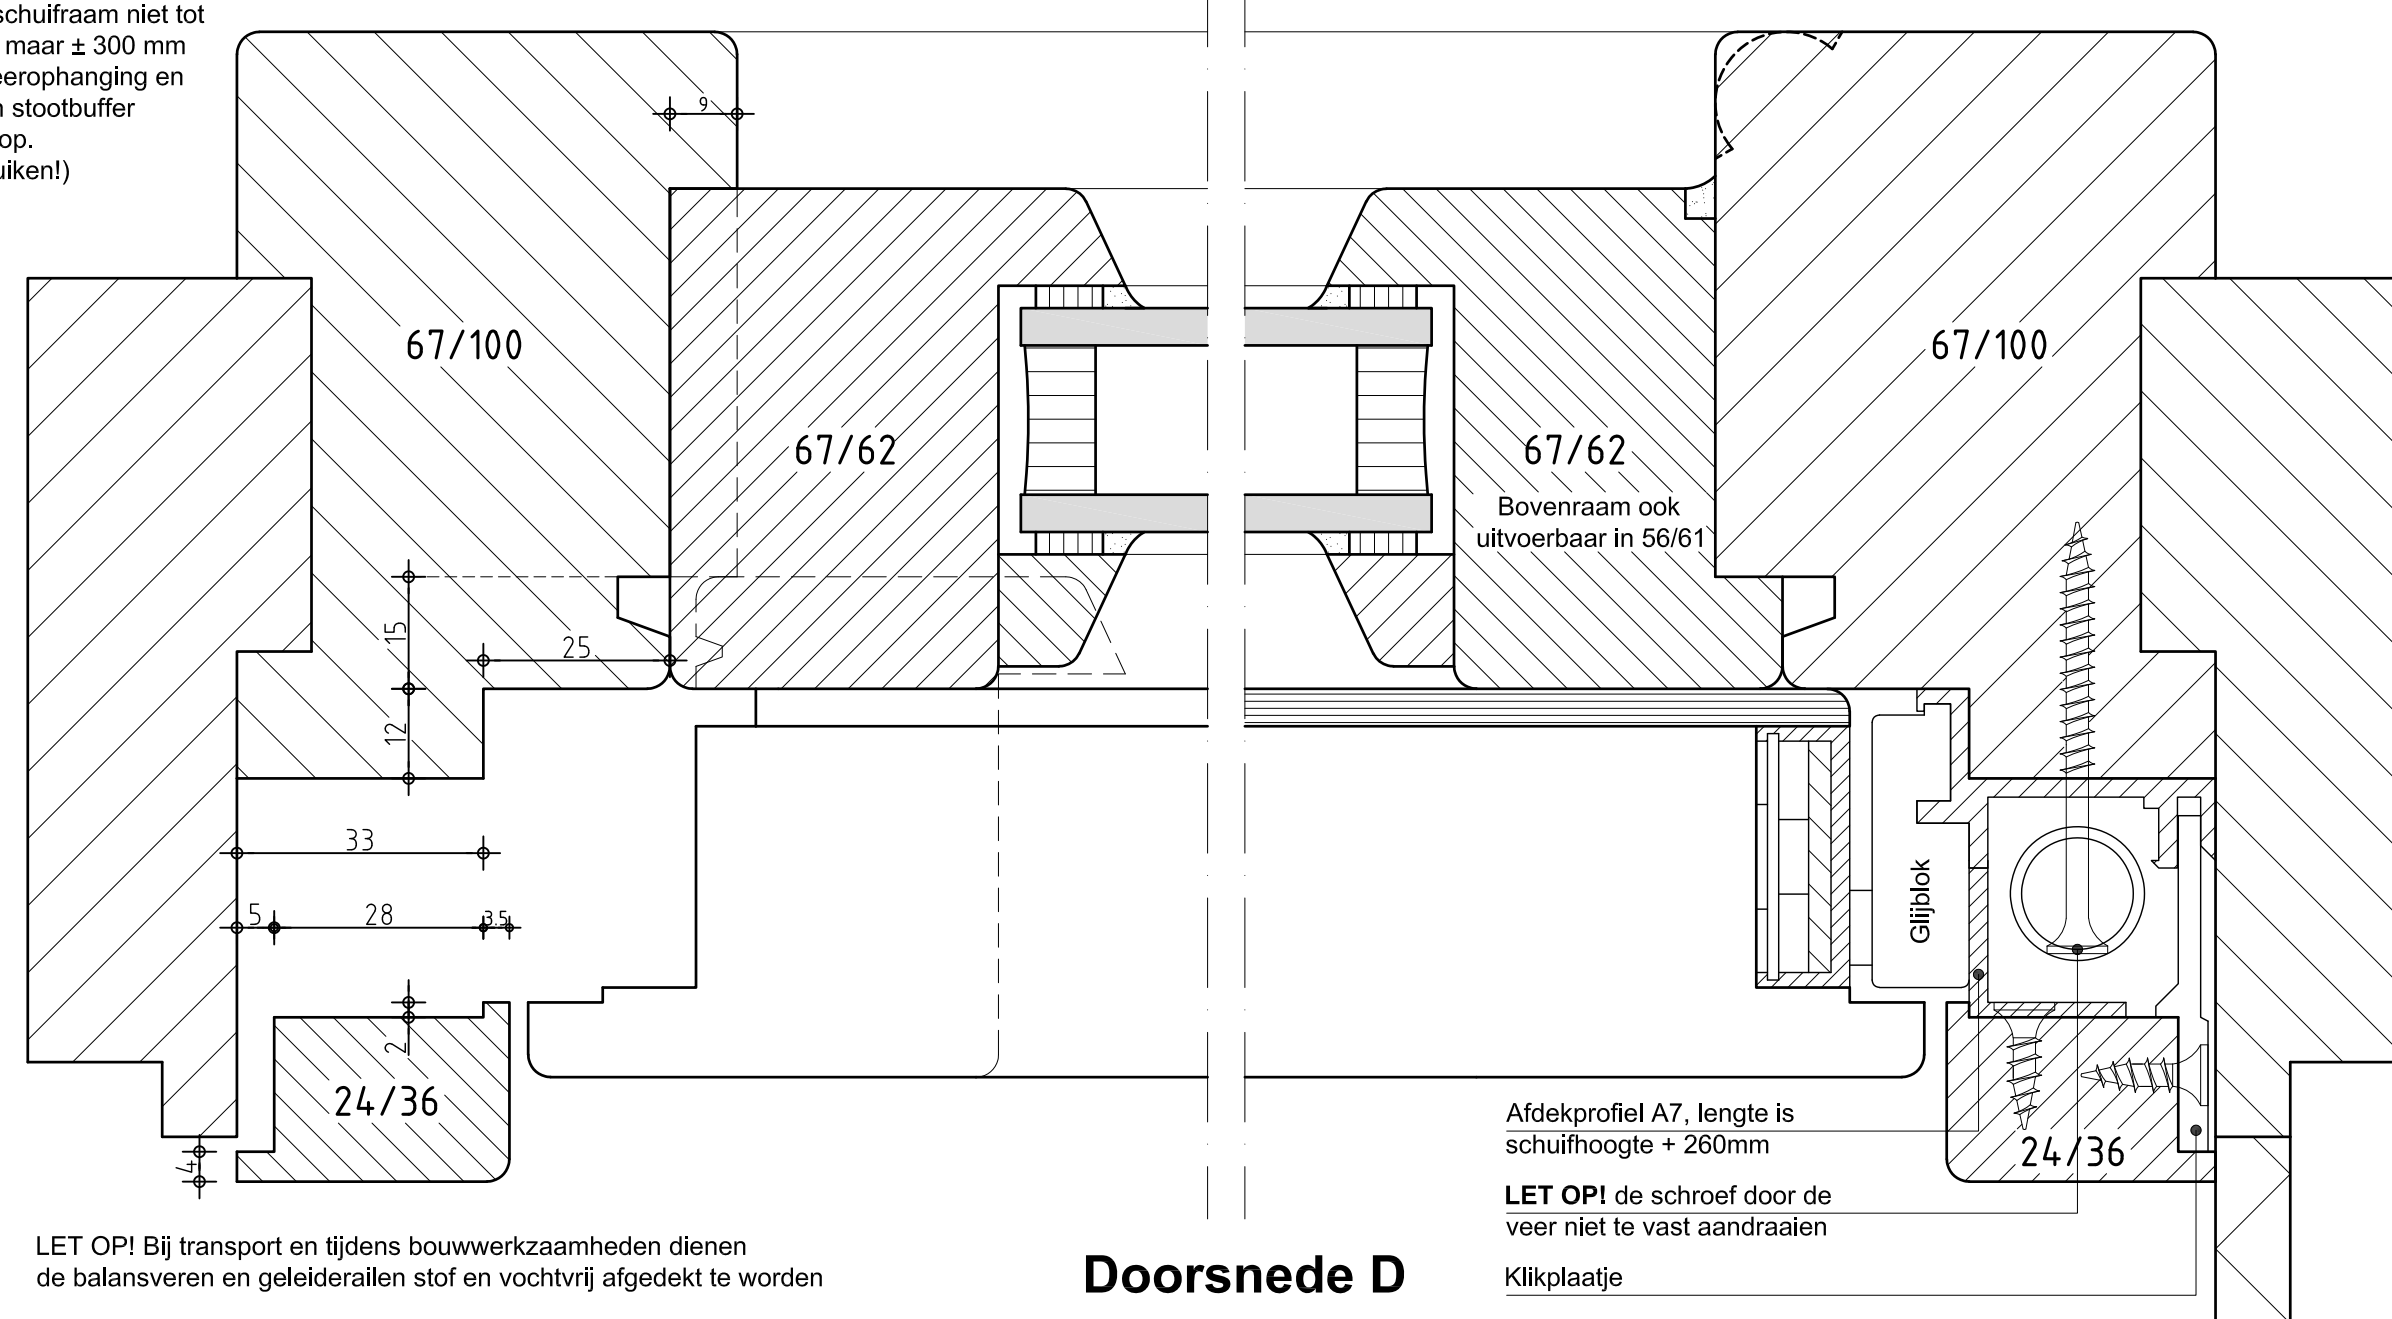 schuifraam niet tot
maar ± 300 mm
en
stootbuffer
op.
9
67/100
67/100
67/62
67/62
Bovenraam ook
uitvoerbaar in 56/61
15
25
12
33
5
28
3.5
2
24/36
4
Glijblok
Afdekprofiel A7, lengte is
schuifhoogte + 260mm
24/36
LET OP! de schroef door de
veer niet te vast aandraaien
Klikplaatje
LET OP! Bij transport en tijdens bouwwerkzaamheden dienen
de balansveren en geleiderailen stof en vochtvrij afgedekt te worden
Doorsnede D